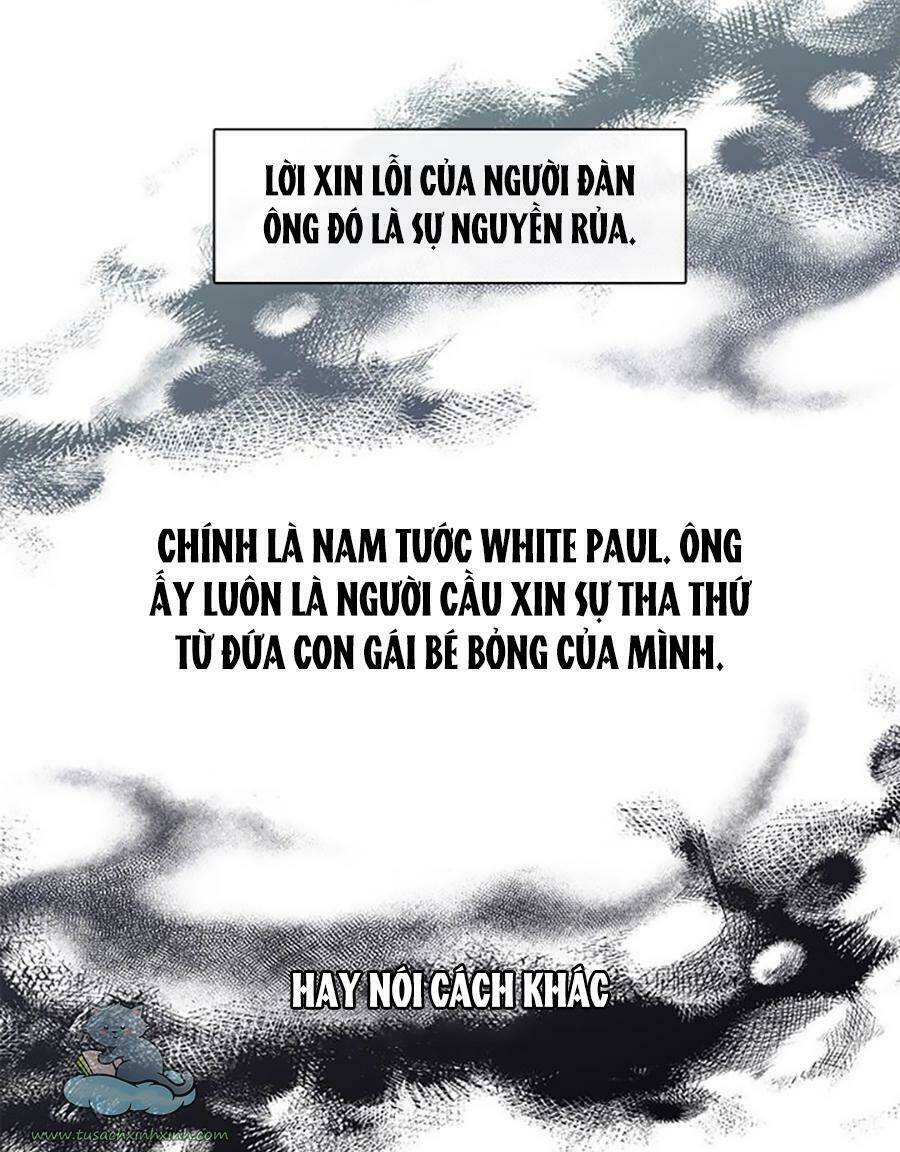 LỜI XIN LỖI CỦA NGƯỜI ĐÀN
ÔNG ĐÓ LÀ SỰ NGUYỀN RỦA.
CHÍNH LÀ NAM TƯỚC WHITE PAUL. ÔNG
ẤY LUÔN LÀ NGƯỜI CẦU XIN SỰ THA THỨ
TỪ ĐỨA CON GÁI BÉ BỎNG CỦA MÌNH.
HAY NÓI CÁCH KHÁC
www.tusachxinhxinh.com